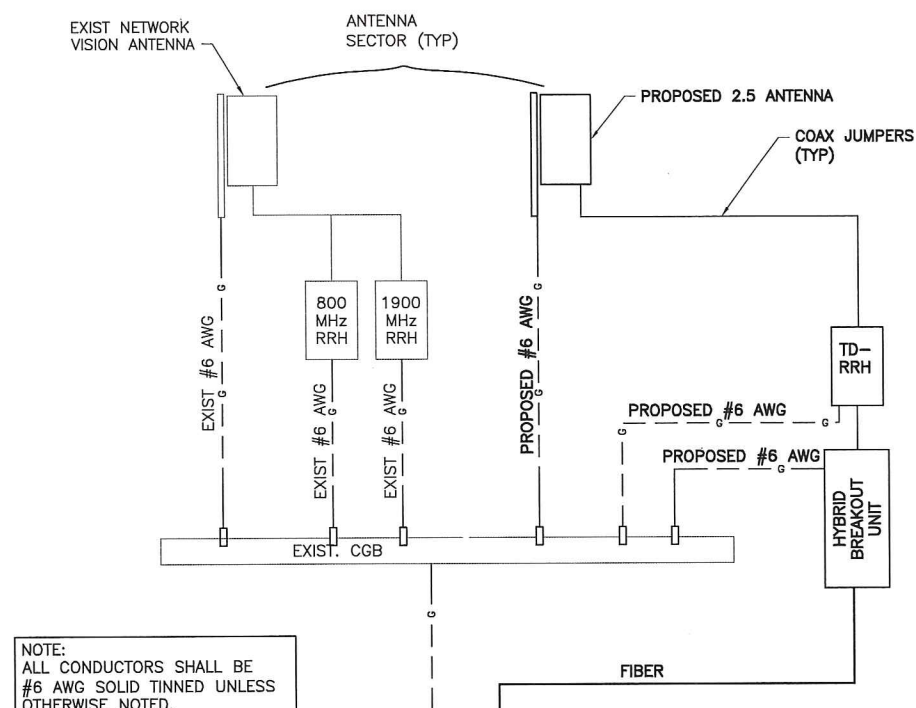 EXIST NETWORK
VISION ANTENNA
ANTENNA
SECTOR (TYP)
PROPOSED 2.5 ANTENNA
COAX JUMPERS
(TYP)
G
G
G
G
EXIST #6 AWG
800
MHz
RRH
1900
MHz
RRH
PROPOSED #6 AWG
TD-
RRH
EXIST #6 AWG
G
EXIST #6 AWG
G
PROPOSED #6 AWG
G
G
PROPOSED #6 AWG
G
G
HYBRID
BREAKOUT
UNIT
EXIST. CGB
G
NOTE:
ALL CONDUCTORS SHALL BE
#6 AWG SOLID TINNED UNLESS
OTHERWISE NOTED.
FIBER